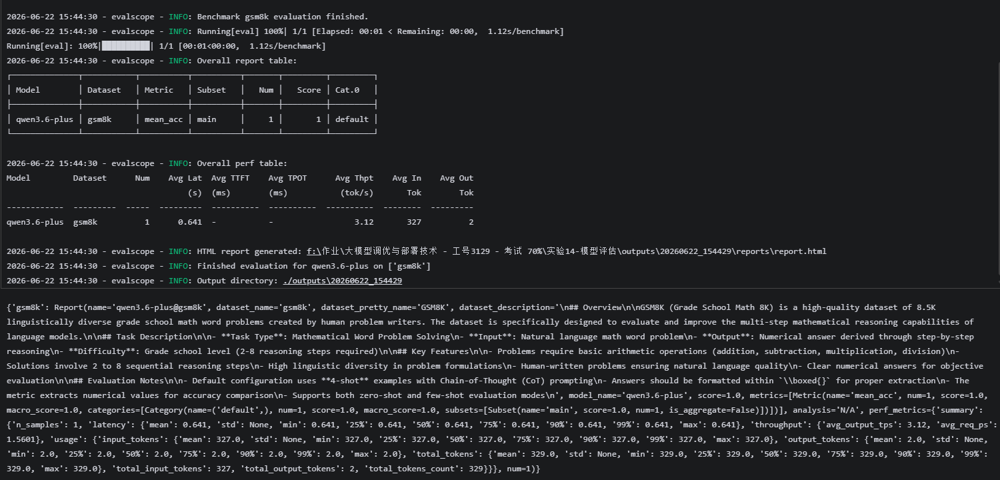 2026-06-22 15:44:30 - evalscope - INFO: Benchmark gsm8k evaluation finished.
2026-06-22 15:44:30 - evalscope - INFO: Running[eval] 100%| 1/1 [Elapsed: 00:01 < Remaining: 00:00,  1.12s/benchmark]
Running[eval]: 100%|██████████| 1/1 [00:01<00:00,  1.12s/benchmark]
2026-06-22 15:44:30 - evalscope - INFO: Overall report table:
│ Model │ Dataset │ Metric │ Subset │ Num │ Score │ Cat.0 │
│ qwen3.6-plus │ gsm8k │ mean_acc │ main │ 1 │ 1 │ default │
2026-06-22 15:44:30 - evalscope - INFO: Overall perf table:
Model Dataset Num Avg Lat Avg TTFT Avg TPOT Avg Thpt Avg In Avg Out
(s) (ms) (ms) (tok/s) Tok Tok
------------ --------- ----- --------- ---------- ---------- ---------- -------- ---------
qwen3.6-plus gsm8k 1 0.641 - - 3.12 327 2
2026-06-22 15:44:30 - evalscope - INFO: HTML report generated: f:\作业\大模型调优与部署技术 - 工号3129 - 考试 70%\实验14-模型评估\outputs\20260622_154429\reports\report.html
2026-06-22 15:44:30 - evalscope - INFO: Finished evaluation for qwen3.6-plus on ['gsm8k']
2026-06-22 15:44:30 - evalscope - INFO: Output directory: ./outputs\20260622_154429
{'gsm8k': Report(name='qwen3.6-plus@gsm8k', dataset_name='gsm8k', dataset_pretty_name='GSM8K', dataset_description='\n## Overview\n\nGSM8K (Grade School Math 8K) is a high-quality dataset of 8.5K
linguistically diverse grade school math word problems created by human problem writers. The dataset is specifically designed to evaluate and improve the multi-step mathematical reasoning capabilities of
language models.\n\n## Task Description\n\n- **Task Type**: Mathematical Word Problem Solving\n- **Input**: Natural language math word problem\n- **Output**: Numerical answer derived through step-by-step
reasoning\n- **Difficulty**: Grade school level (2-8 reasoning steps required)\n\n## Key Features\n\n- Problems require basic arithmetic operations (addition, subtraction, multiplication, division)\n-
Solutions involve 2 to 8 sequential reasoning steps\n- High linguistic diversity in problem formulations\n- Human-written problems ensuring natural language quality\n- Clear numerical answers for objective
evaluation\n\n## Evaluation Notes\n\n- Default configuration uses **4-shot** examples with Chain-of-Thought (CoT) prompting\n- Answers should be formatted within `\\boxed{}` for proper extraction\n- The
metric extracts numerical values for accuracy comparison\n- Supports both zero-shot and few-shot evaluation modes\n', model_name='qwen3.6-plus', score=1.0, metrics=[Metric(name='mean_acc', num=1, score=1.0,
macro_score=1.0, categories=[Category(name=('default',), num=1, score=1.0, macro_score=1.0, subsets=[Subset(name='main', score=1.0, num=1, is_aggregate=False)])])], analysis='N/A', perf_metrics={'summary':
{'n_samples': 1, 'latency': {'mean': 0.641, 'std': None, 'min': 0.641, '25%': 0.641, '50%': 0.641, '75%': 0.641, '90%': 0.641, '99%': 0.641, 'max': 0.641}, 'throughput': {'avg_output_tps': 3.12, 'avg_req_ps':
1.5601}, 'usage': {'input_tokens': {'mean': 327.0, 'std': None, 'min': 327.0, '25%': 327.0, '50%': 327.0, '75%': 327.0, '90%': 327.0, '99%': 327.0, 'max': 327.0}, 'output_tokens': {'mean': 2.0, 'std': None,
'min': 2.0, '25%': 2.0, '50%': 2.0, '75%': 2.0, '90%': 2.0, '99%': 2.0, 'max': 2.0}, 'total_tokens': {'mean': 329.0, 'std': None, 'min': 329.0, '25%': 329.0, '50%': 329.0, '75%': 329.0, '90%': 329.0, '99%':
329.0, 'max': 329.0}, 'total_input_tokens': 327, 'total_output_tokens': 2, 'total_tokens_count': 329}}}, num=1)}